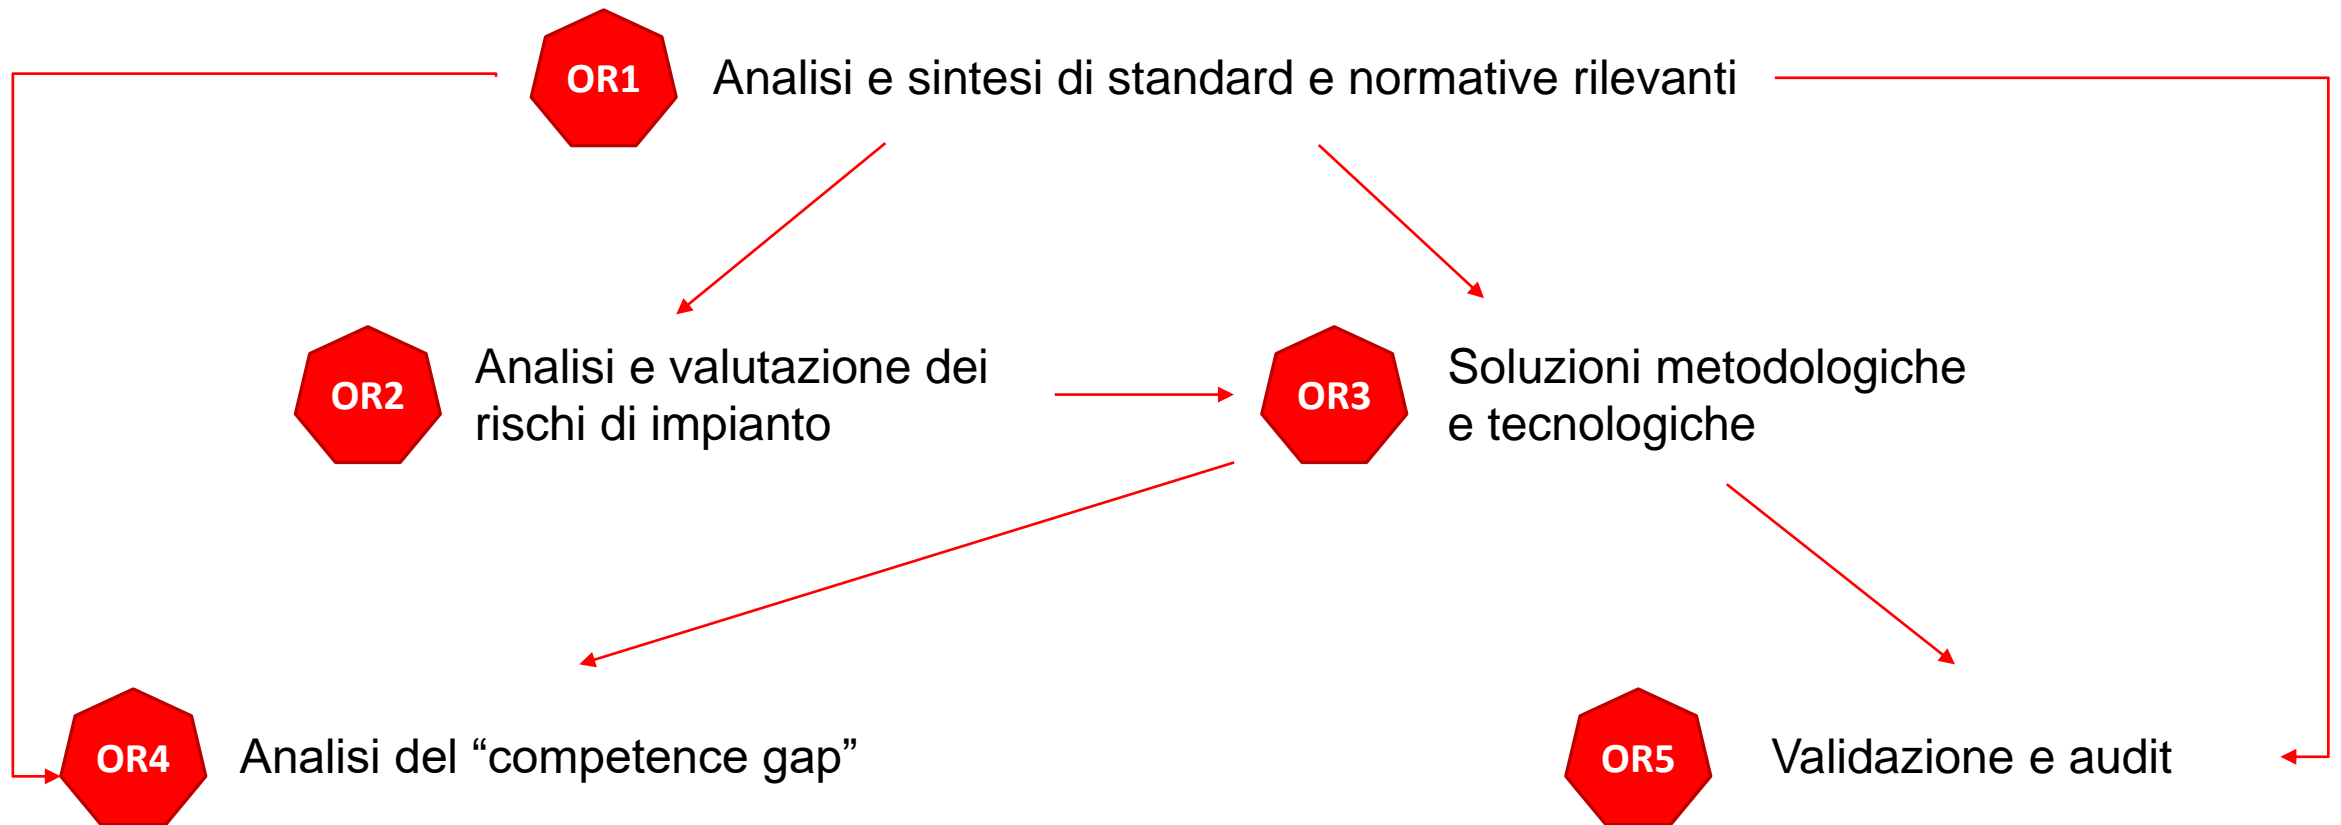 OR1
Analisi e sintesi di standard e normative rilevanti
OR2
Analisi e valutazione dei
rischi di impianto
OR3
Soluzioni metodologiche
e tecnologiche
OR4
Analisi del “competence gap”
OR5
Validazione e audit